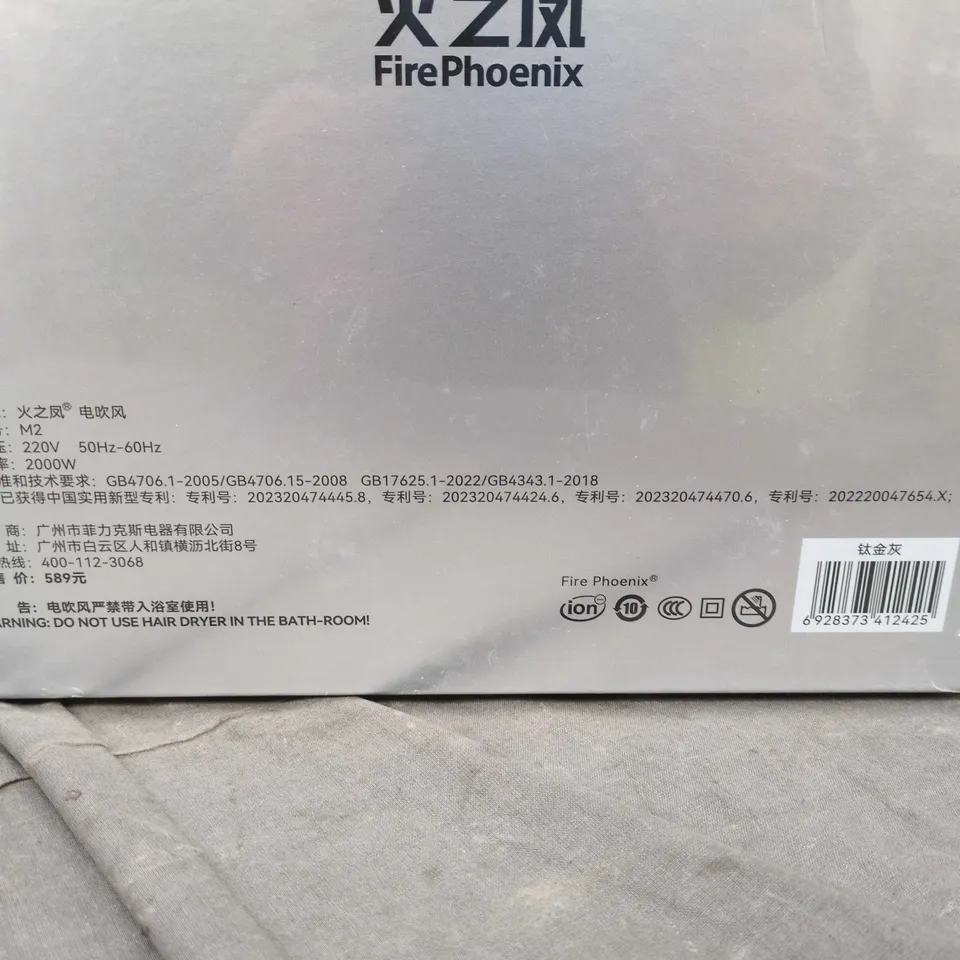 火之凤
FirePhoenix
：火之凤® 电吹风
：M2
压：220V 50Hz-60Hz
率：2000W
准和技术要求：GB4706.1-2005/GB4706.15-2008 GB17625.1-2022/GB4343.1-2018
已获得中国实用新型专利：专利号：202320474445.8，专利号：202320474424.6，专利号：202320474470.6，专利号：202220047654.X;
商：广州市菲力克斯电器有限公司
址：广州市白云区人和镇横沥北街8号
热线：400-112-3068
售 价：589元
告：电吹风严禁带入浴室使用！
ARNING: DO NOT USE HAIR DRYER IN THE BATH-ROOM!
Fire Phoenix®
ion 10 CCC
钛金灰
6 928373 412425